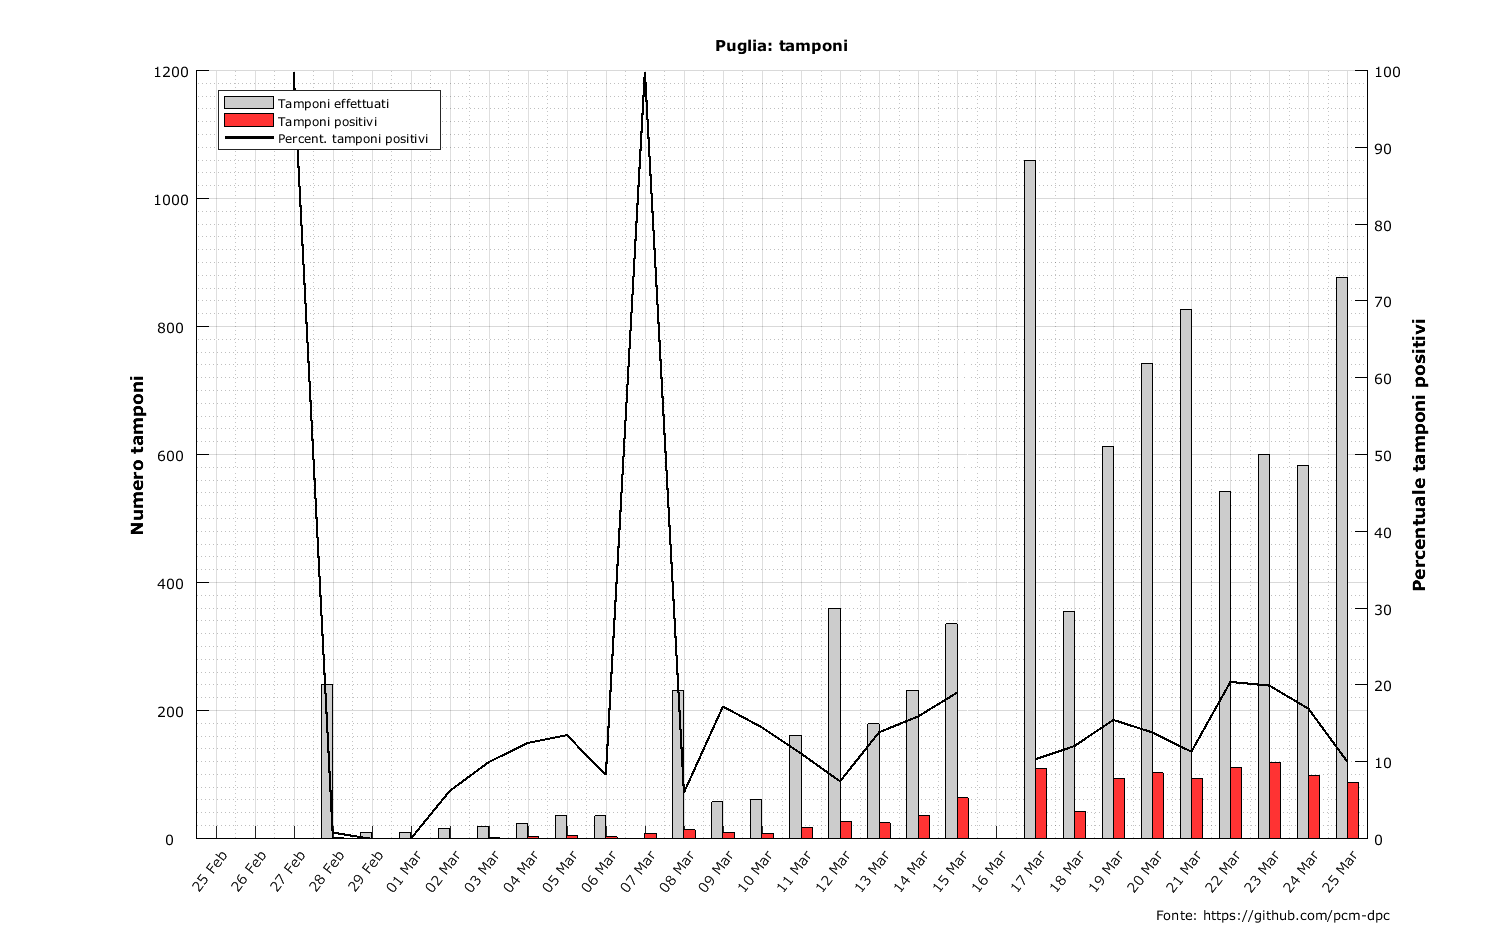 Puglia: tamponi
1200
1000
800
600
400
200
0
Numero tamponi
Tamponi effettuati
Tamponi positivi
Percent. tamponi positivi
100
90
80
70
60
50
40
30
20
10
0
Percentuale tamponi positivi
25 Feb
26 Feb
27 Feb
28 Feb
29 Feb
01 Mar
02 Mar
03 Mar
04 Mar
05 Mar
06 Mar
07 Mar
08 Mar
09 Mar
10 Mar
11 Mar
12 Mar
13 Mar
14 Mar
15 Mar
16 Mar
17 Mar
18 Mar
19 Mar
20 Mar
21 Mar
22 Mar
23 Mar
24 Mar
25 Mar
Fonte: https://github.com/pcm-dpc